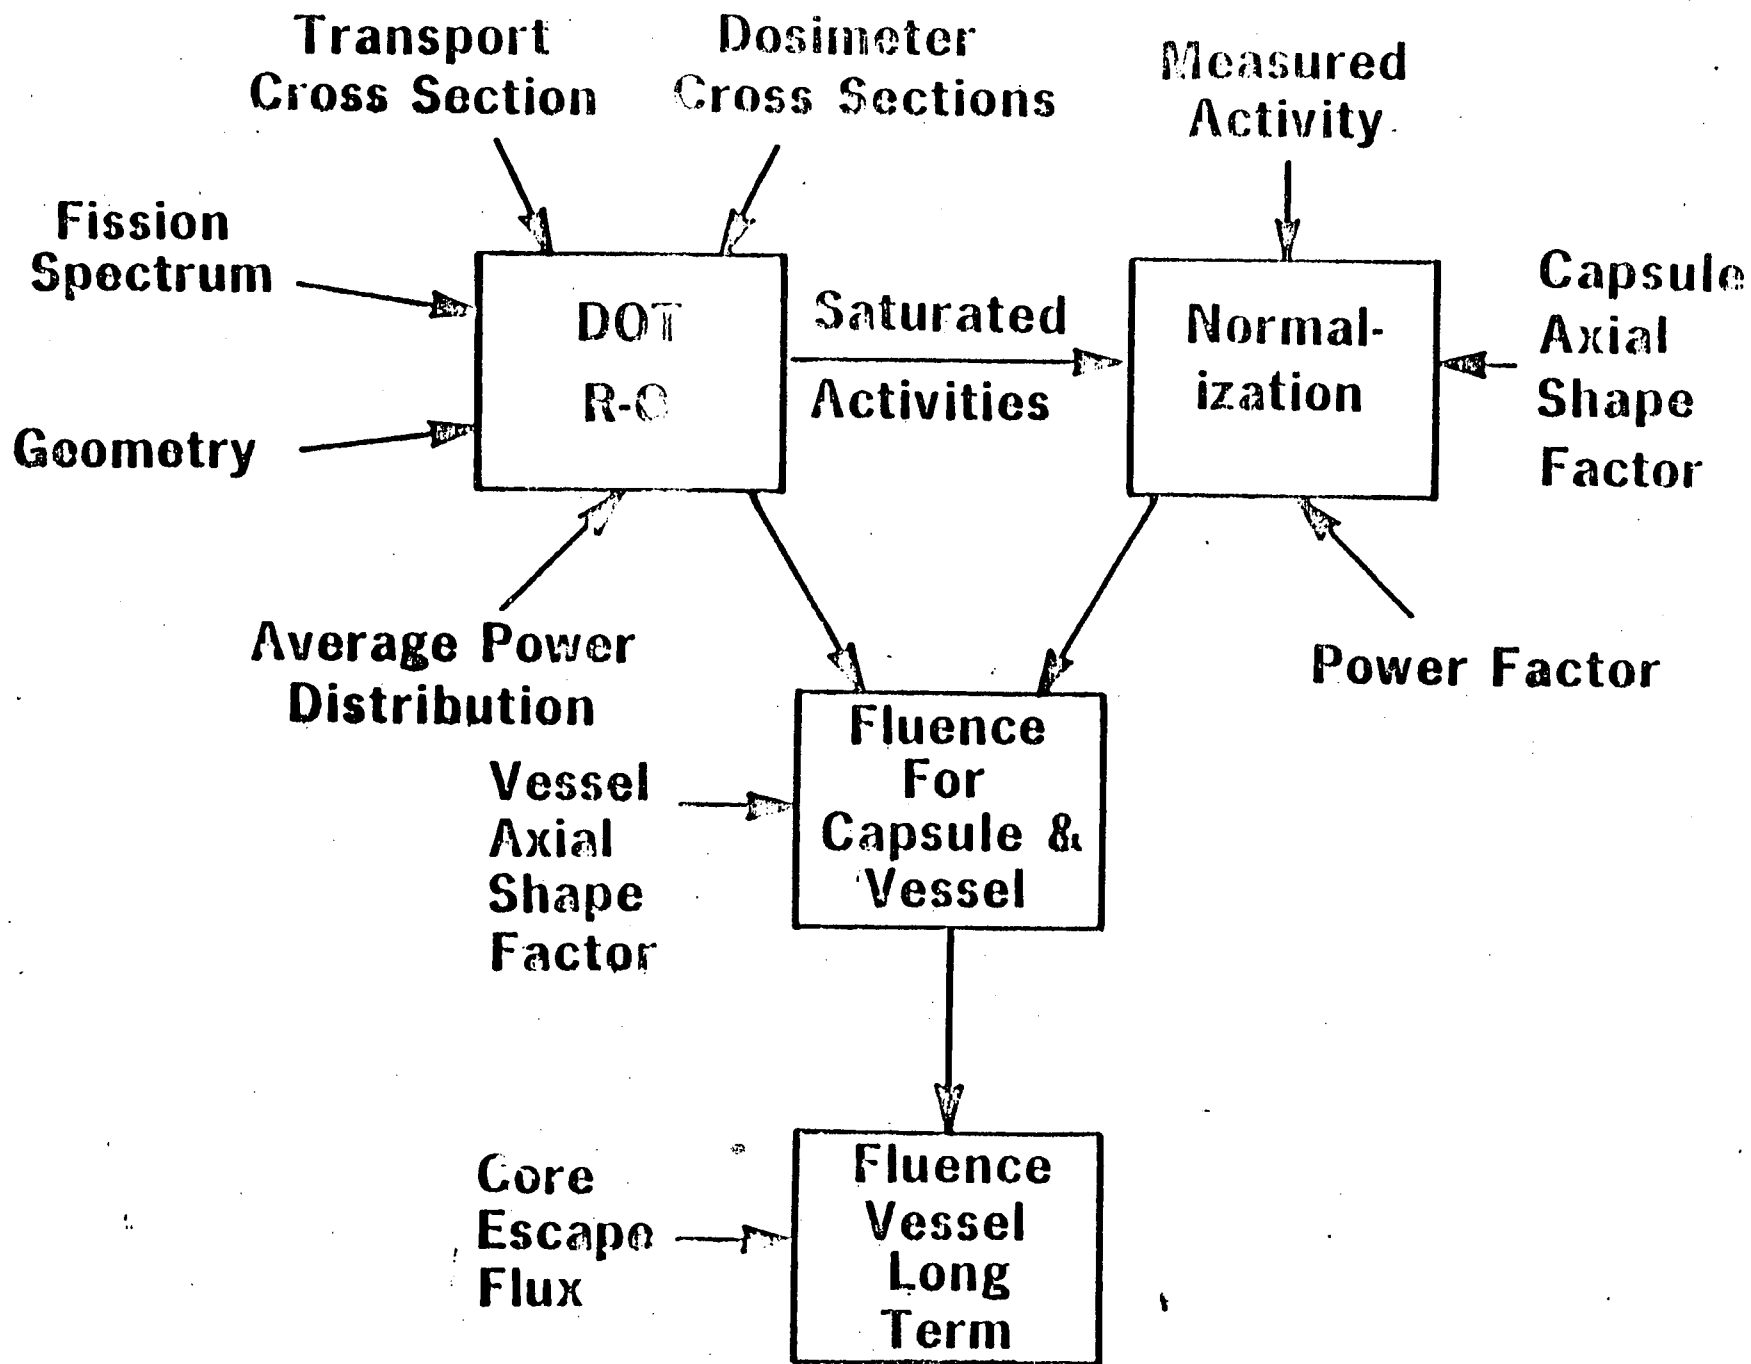 Transport
Cross Section
Dosimeter
Cross Sections
Measured
Activity
Fission
Spectrum
Geometry
DOT
R-Θ
Saturated
Activities
Normal-
ization
Capsule
Axial
Shape
Factor
Average Power
Distribution
Power Factor
Vessel
Axial
Shape
Factor
Fluence
For
Capsule &
Vessel
Core
Escape
Flux
Fluence
Vessel
Long
Term